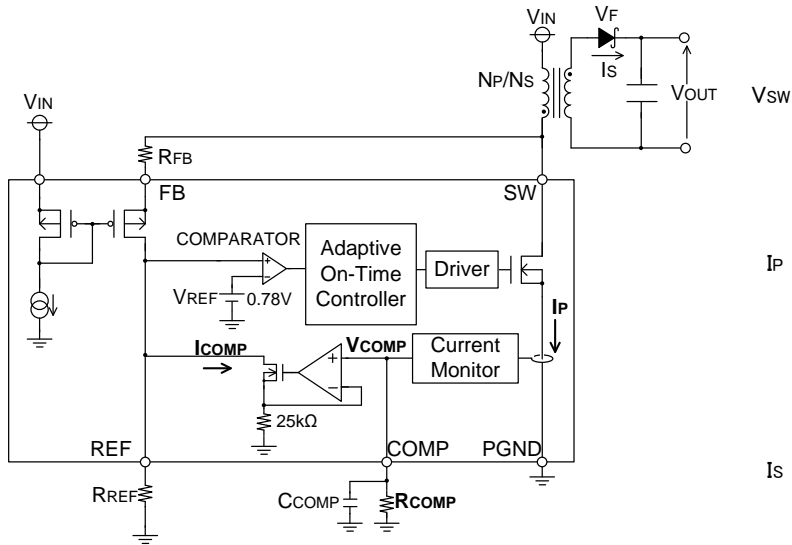 VIN
VF
NP/NS
IS
VOUT
VSW
VIN
RFB
FB
SW
COMPARATOR
Adaptive
On-Time
Controller
Driver
VREF
0.78V
IP
IP
ICOMP
VCOMP
Current
Monitor
25kΩ
REF
COMP
PGND
IS
RREF
CCOMP
RCOMP